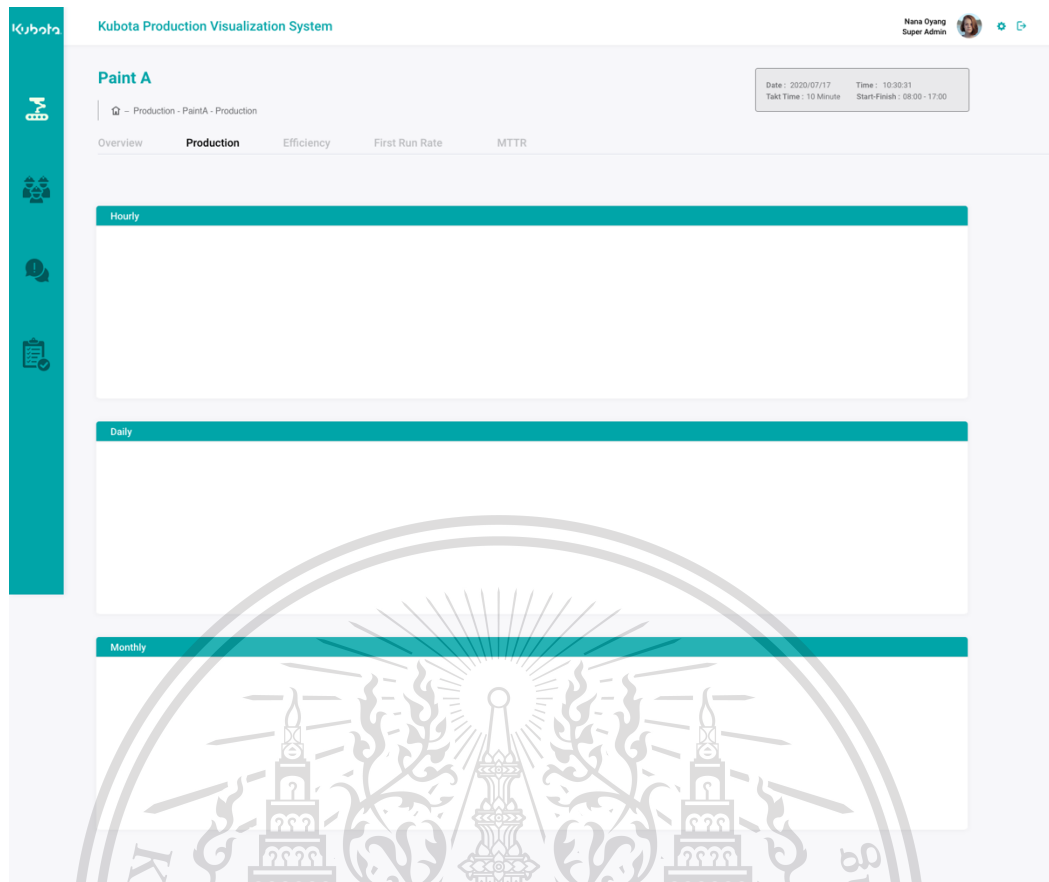 Kubota
Kubota Production Visualization System
Nana Oyang
Super Admin
Paint A
Date : 2020/07/17 Time : 10:30:31
Takt Time : 10 Minute Start-Finish : 08:00 - 17:00
– Production - PaintA - Production
Overview Production Efficiency First Run Rate MTTR
Hourly
Daily
Monthly